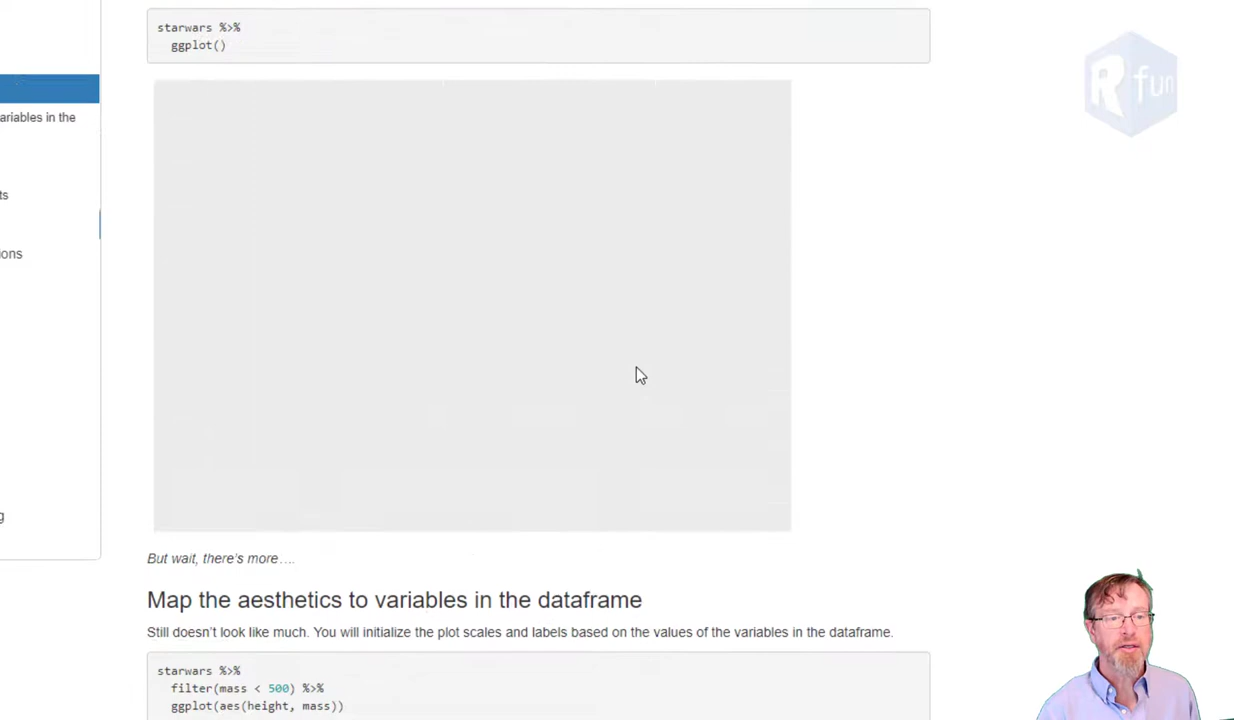 starwars %>%
ggplot()
R fun
ariables in the
ts
ions
g
But wait, there's more….
Map the aesthetics to variables in the dataframe
Still doesn't look like much. You will initialize the plot scales and labels based on the values of the variables in the dataframe.
starwars %>%
filter(mass < 500) %>%
ggplot(aes(height, mass))